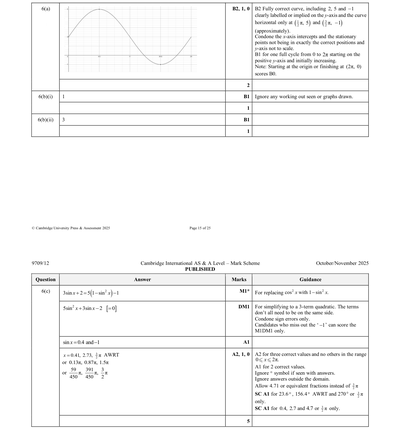 6(a) B2, 1, 0 B2 Fully correct curve, including 2, 5 and −1
clearly labelled or implied on the y-axis and the curve
horizontal only at (½π, 5) and (3/2 π, −1)
(approximately).
Condone the x-axis intercepts and the stationary
points not being in exactly the correct positions and
y-axis not to scale.
B1 for one full cycle from 0 to 2π starting on the
positive y-axis and initially increasing.
Note: Starting at the origin or finishing at (2π, 0)
scores B0.
2
6(b)(i) 1 B1 Ignore any working out seen or graphs drawn.
1
6(b)(ii) 3 B1
1
© Cambridge University Press & Assessment 2025 Page 15 of 25
9709/12 Cambridge International AS & A Level – Mark Scheme October/November 2025
PUBLISHED
Question Answer Marks Guidance
6(c) 3sin x + 2 = 5(1 − sin² x) − 1 M1* For replacing cos² x with 1 − sin² x.
5sin² x + 3sin x − 2 [= 0] DM1 For simplifying to a 3-term quadratic. The terms
don't all need to be on the same side.
Condone sign errors only.
Candidates who miss out the ‘−1’ can score the
M1DM1 only.
sin x = 0.4 and −1 A1
x = 0.41, 2.73, 3/2 π AWRT
or 0.13π, 0.87π, 1.5π
or 59/450 π, 391/450 π, 3/2 π
A2, 1, 0 A2 for three correct values and no others in the range
0 ≤ x ≤ 2π.
A1 for 2 correct values.
Ignore ° symbol if seen with answers.
Ignore answers outside the domain.
Allow 4.71 or equivalent fractions instead of 3/2 π
SC A1 for 23.6°, 156.4° AWRT and 270° or 3/2 π
only.
SC A1 for 0.4, 2.7 and 4.7 or 3/2 π only.
5